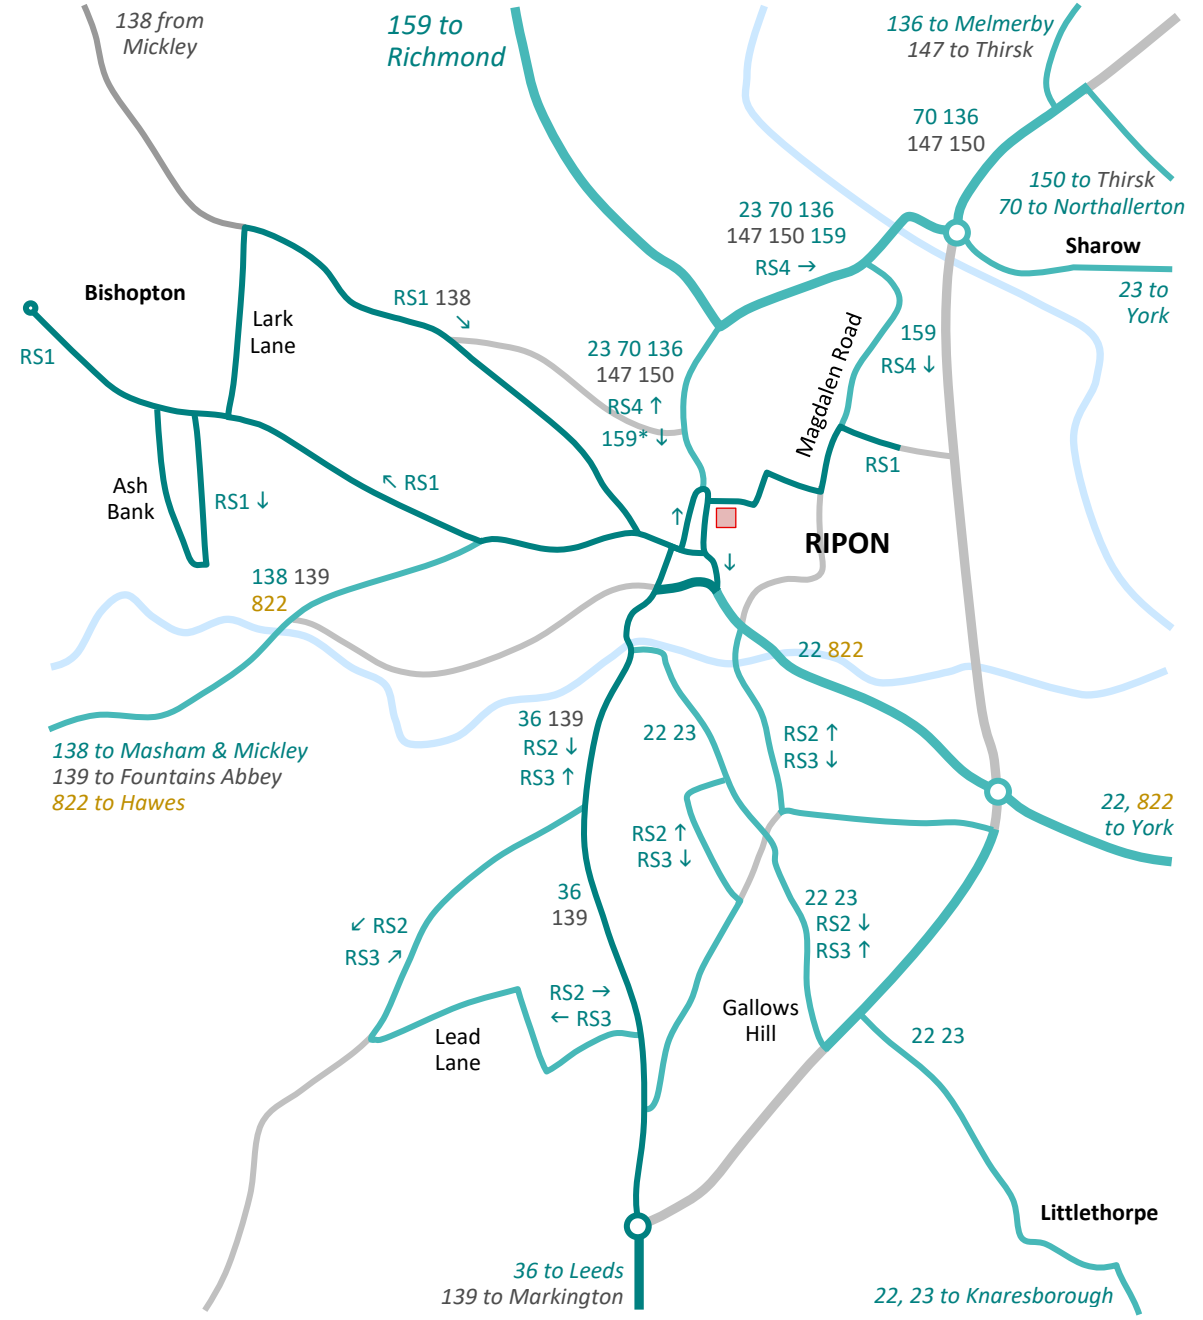 138 from
Mickley
159 to
Richmond
136 to Melmerby
147 to Thirsk
70 136
147 150
150 to Thirsk
70 to Northallerton
23 70 136
147 150 159
RS4 →
Sharow
23 to
York
Bishopton
RS1
Lark
Lane
RS1 138
↘
23 70 136
147 150
RS4 ↑
159* ↓
Magdalen Road
159
RS4 ↓
RS1
Ash
Bank
RS1 ↓
↖ RS1
↑
RIPON
↓
138 139
822
22 822
138 to Masham & Mickley
139 to Fountains Abbey
822 to Hawes
36 139
RS2 ↓
RS3 ↑
22 23
RS2 ↑
RS3 ↓
22, 822
to York
RS2 ↑
RS3 ↓
36
139
22 23
RS2 ↓
RS3 ↑
↙ RS2
RS3 ↗
RS2 →
← RS3
Lead
Lane
Gallows
Hill
22 23
Littlethorpe
36 to Leeds
139 to Markington
22, 23 to Knaresborough